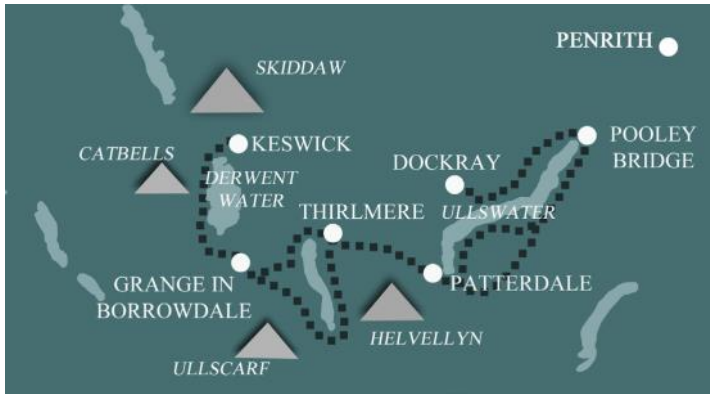 PENRITH
SKIDDAW
KESWICK
POOLEY
BRIDGE
CATBELLS
DOCKRAY
DERWENT
WATER
THIRLMERE
ULLSWATER
GRANGE IN
BORROWDALE
PATTERDALE
HELVELLYN
ULLSCARF